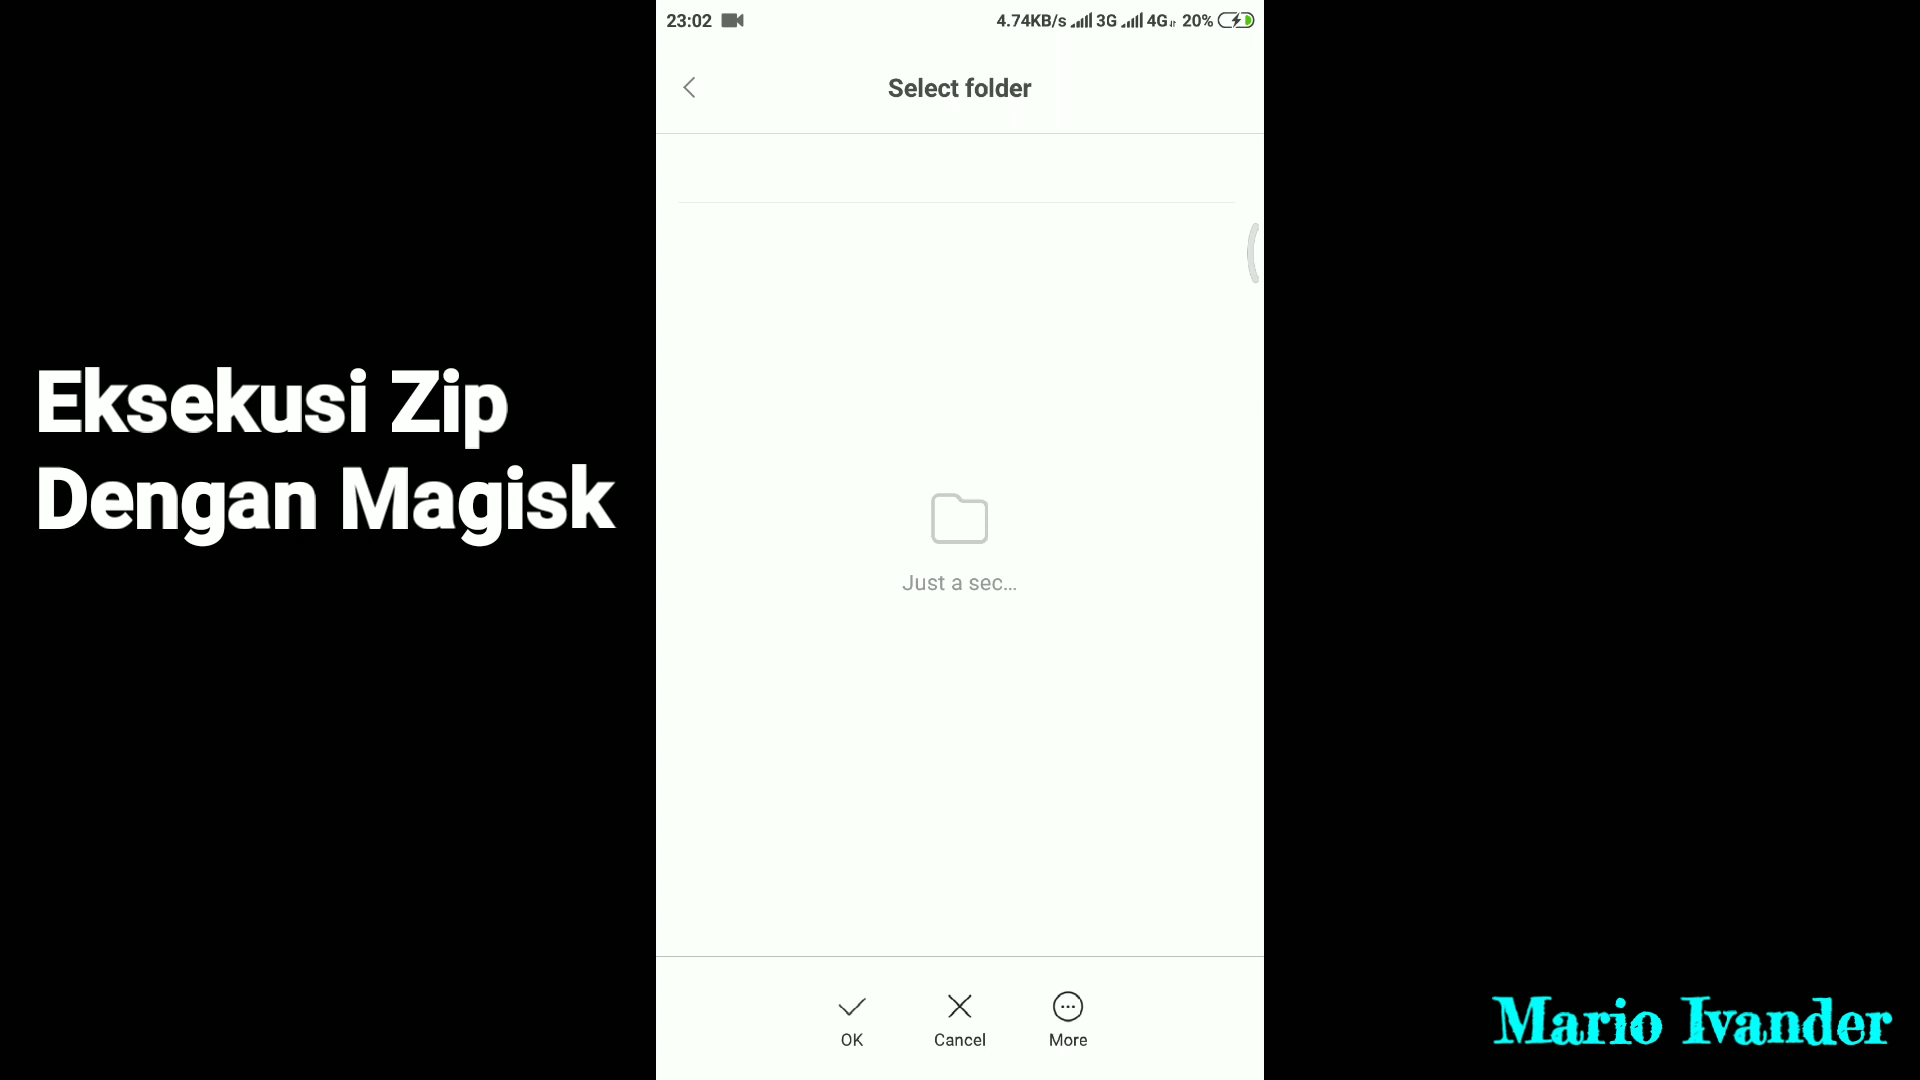 23:02 4.74KB/s 3G 4G 20%
Select folder
Eksekusi Zip
Dengan Magisk
Just a sec...
OK Cancel More
Mario Ivander